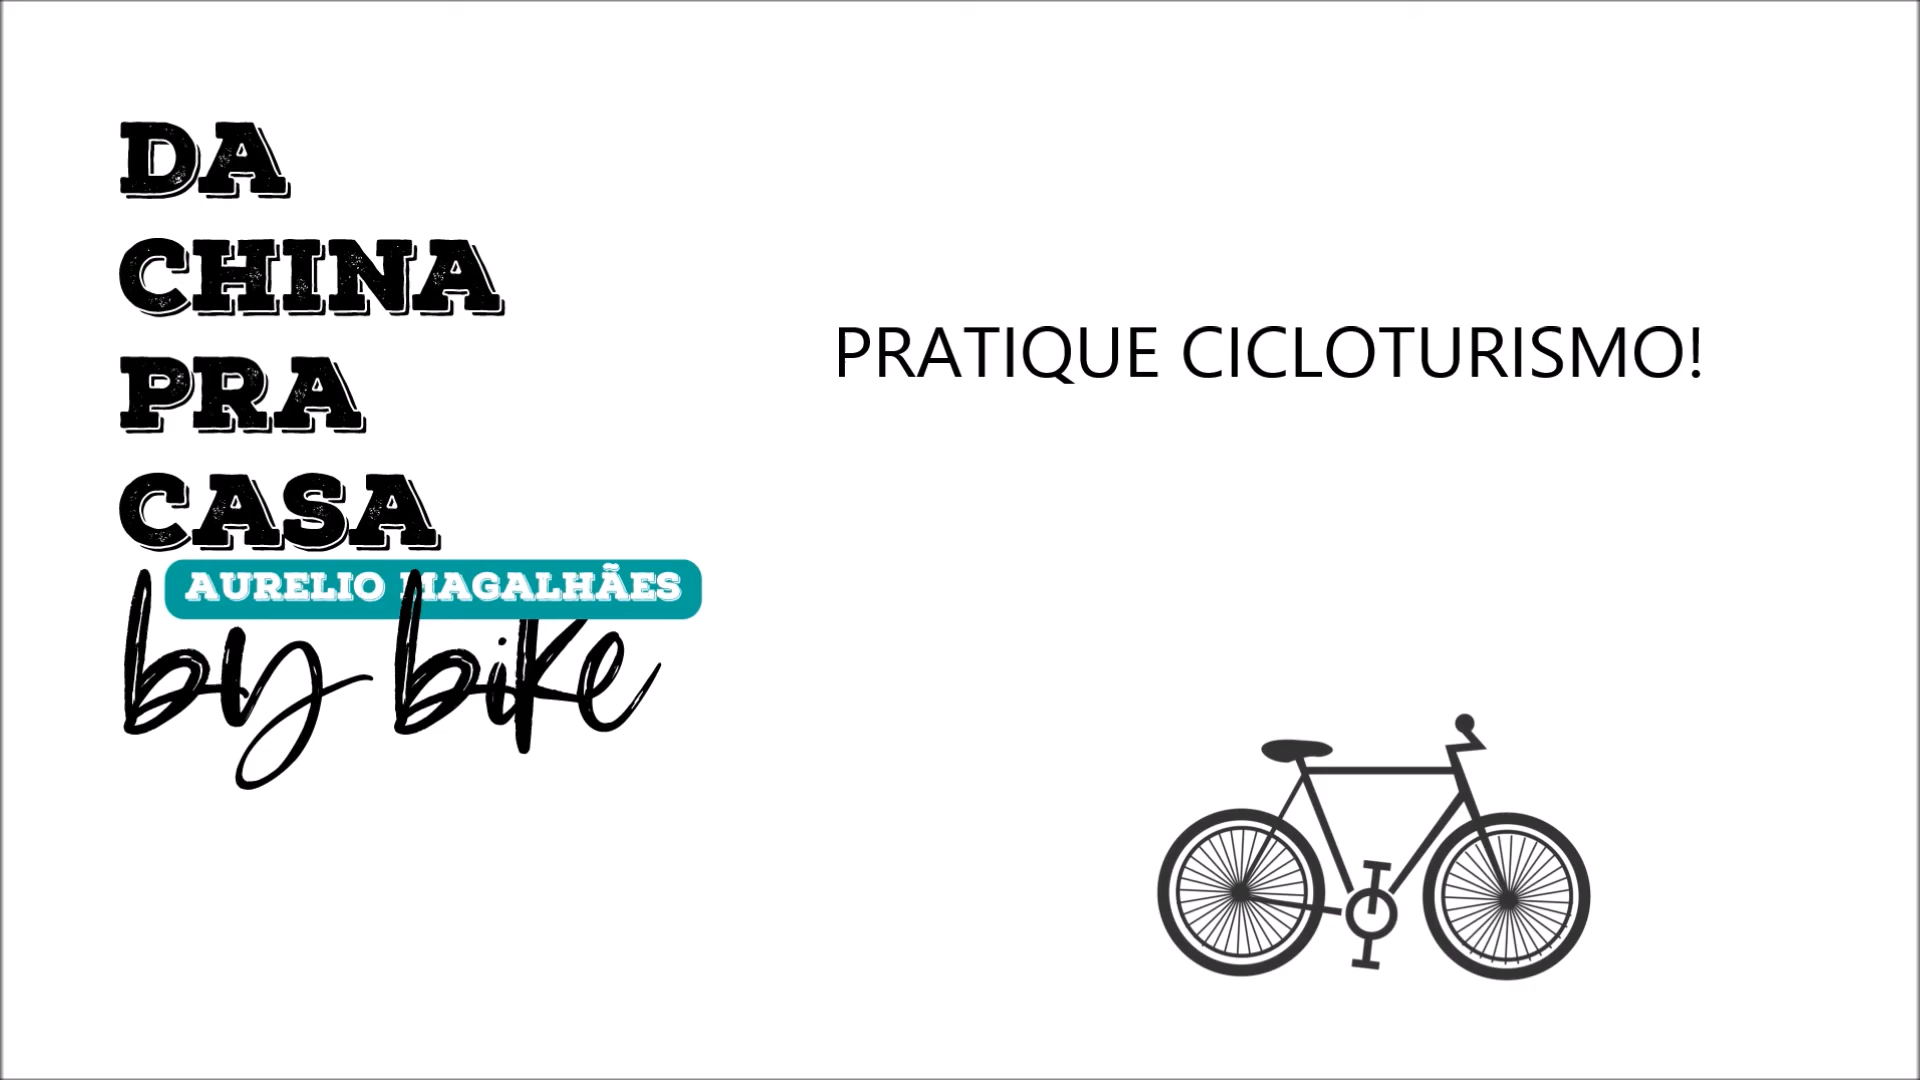 DA
CHINA
PRA
CASA
AURELIO MAGALHÃES
by bike
PRATIQUE CICLOTURISMO!